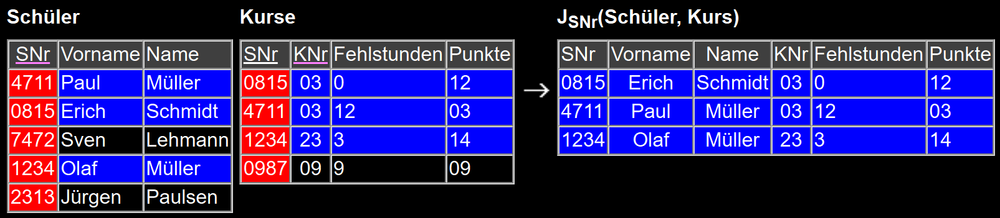 Schüler
SNr Vorname Name
4711 Paul Müller
0815 Erich Schmidt
7472 Sven Lehmann
1234 Olaf Müller
2313 Jürgen Paulsen
Kurse
SNr KNr Fehlstunden Punkte
0815 03 0 12
4711 03 12 03
1234 23 3 14
0987 09 9 09
→
JSNr(Schüler, Kurs)
SNr Vorname Name KNr Fehlstunden Punkte
0815 Erich Schmidt 03 0 12
4711 Paul Müller 03 12 03
1234 Olaf Müller 23 3 14